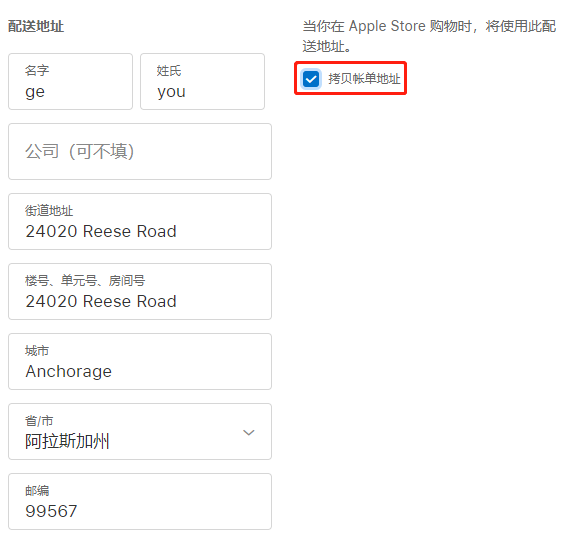 配送地址
名字
ge
姓氏
you
公司（可不填）
街道地址
24020 Reese Road
楼号、单元号、房间号
24020 Reese Road
城市
Anchorage
省/市
阿拉斯加州
邮编
99567
当你在 Apple Store 购物时，将使用此配
送地址。
拷贝帐单地址